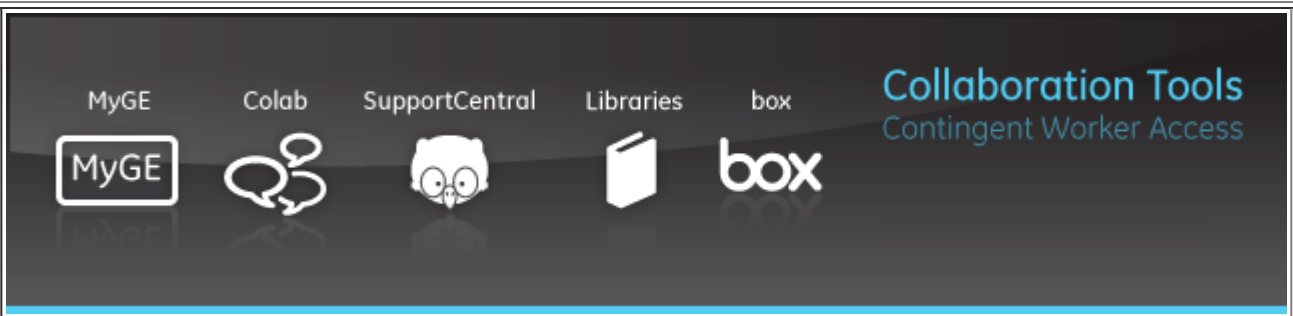 MyGE Colab SupportCentral Libraries box
MyGE box
Collaboration Tools
Contingent Worker Access